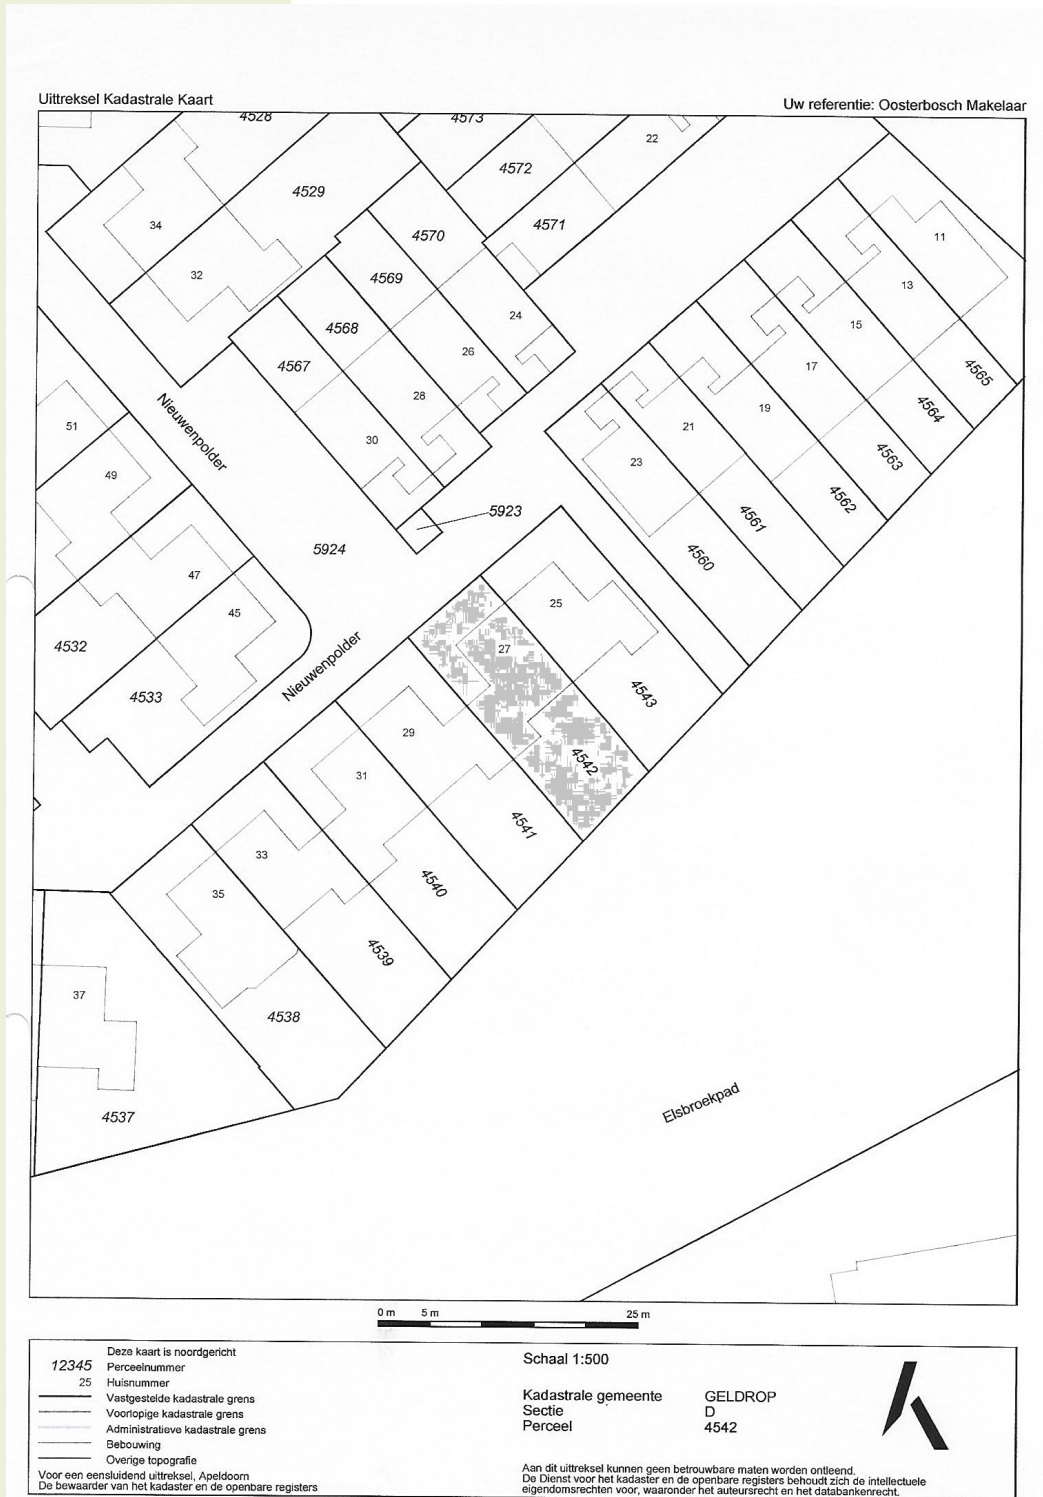 Uittreksel Kadastrale Kaart
Uw referentie: Oosterbosch Makelaar
4528
4573
22
4572
4529
34
4571
4570
11
32
4569
13
24
4568
15
26
4567
17
4565
28
19
4564
Nieuwenpolder
51
30
21
4563
49
23
4562
5923
4561
5924
4560
47
25
45
4532
27
Nieuwenpolder
4533
4543
29
4542
31
4541
33
4540
35
4539
37
4538
4537
Elsbroekpad
0 m 5 m 25 m
Deze kaart is noordgericht
12345 Perceelnummer
25 Huisnummer
Vastgestelde kadastrale grens
Voorlopige kadastrale grens
Administratieve kadastrale grens
Bebouwing
Overige topografie
Voor een eensluidend uittreksel, Apeldoorn
De bewaarder van het kadaster en de openbare registers
Schaal 1:500
Kadastrale gemeente GELDROP
Sectie D
Perceel 4542
Aan dit uittreksel kunnen geen betrouwbare maten worden ontleend.
De Dienst voor het kadaster en de openbare registers behoudt zich de intellectuele
eigendomsrechten voor, waaronder het auteursrecht en het databankenrecht.